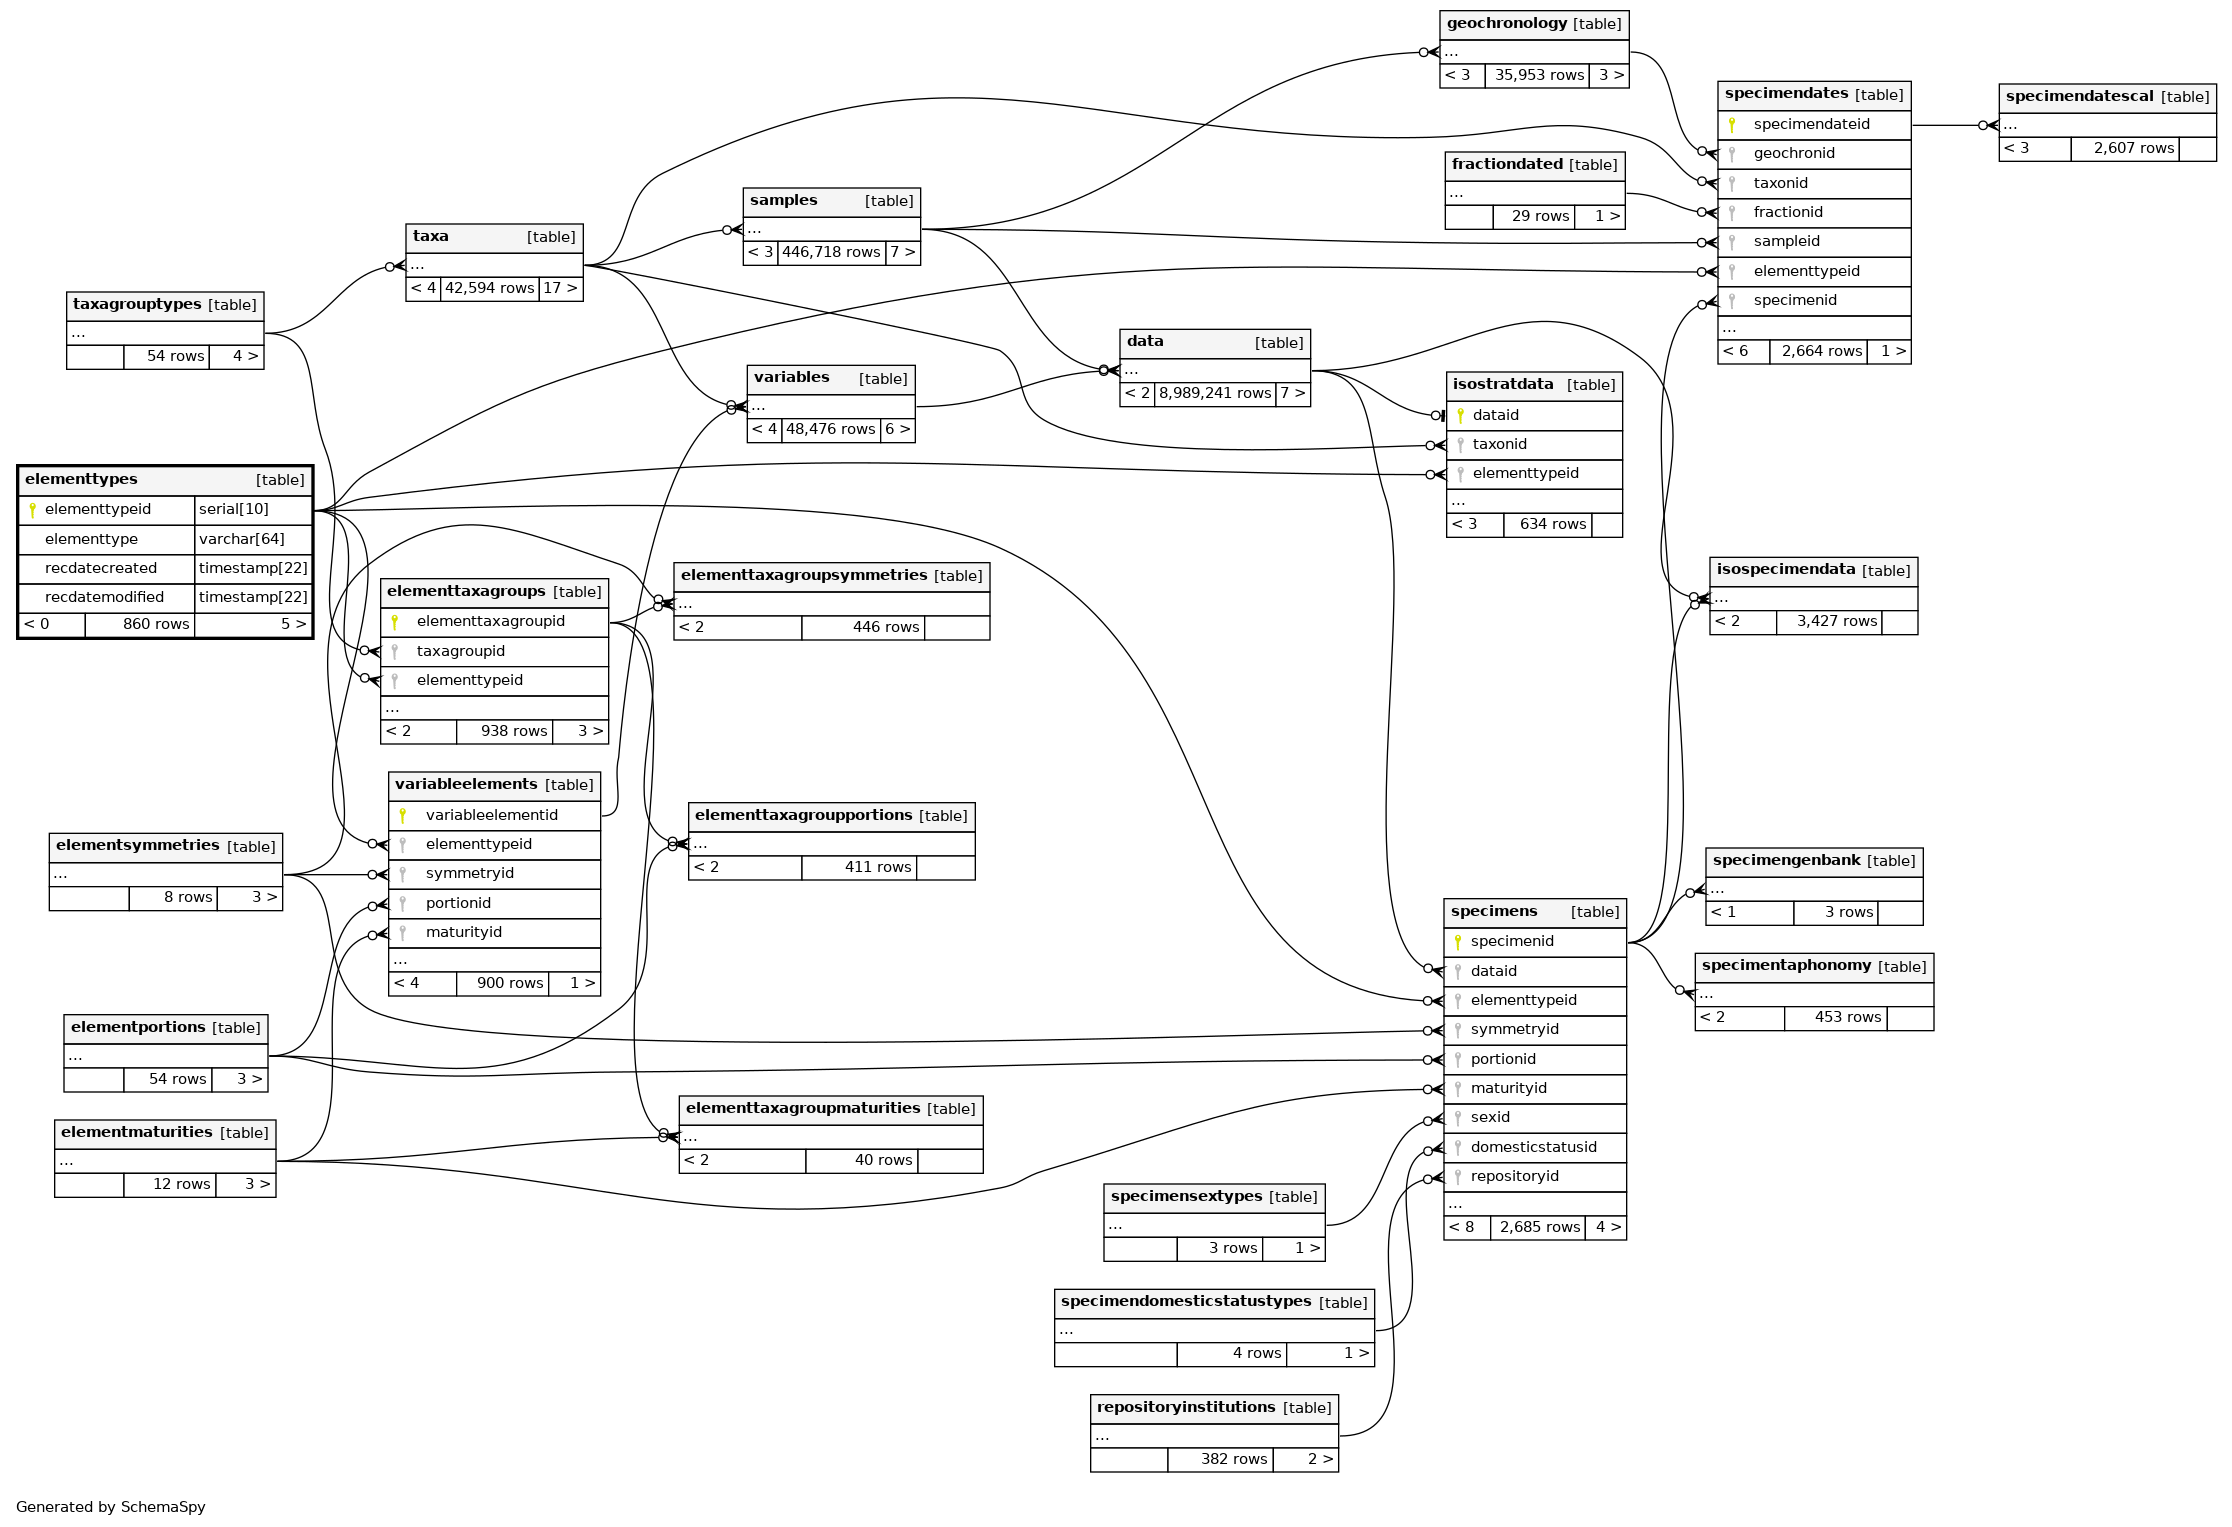 geochronology [table]
...
< 3 35,953 rows 3 >
specimendates [table]
specimendateid
geochronid
taxonid
fractionid
sampleid
elementtypeid
specimenid
...
< 6 2,664 rows 1 >
specimendatescal [table]
...
< 3 2,607 rows
fractiondated [table]
...
29 rows 1 >
samples [table]
...
< 3 446,718 rows 7 >
taxa [table]
...
< 4 42,594 rows 17 >
taxagrouptypes [table]
...
54 rows 4 >
data [table]
...
< 2 8,989,241 rows 7 >
variables [table]
...
< 4 48,476 rows 6 >
isostratdata [table]
dataid
taxonid
elementtypeid
...
< 3 634 rows
elementtypes [table]
elementtypeid serial[10]
elementtype varchar[64]
recdatecreated timestamp[22]
recdatemodified timestamp[22]
< 0 860 rows 5 >
elementtaxagroups [table]
elementtaxagroupid
taxagroupid
elementtypeid
...
< 2 938 rows 3 >
elementtaxagroupsymmetries [table]
...
< 2 446 rows
isospecimendata [table]
...
< 2 3,427 rows
variableelements [table]
variableelementid
elementtypeid
symmetryid
portionid
maturityid
...
< 4 900 rows 1 >
elementtaxagroupportions [table]
...
< 2 411 rows
elementsymmetries [table]
...
8 rows 3 >
specimengenbank [table]
...
< 1 3 rows
specimens [table]
specimenid
dataid
elementtypeid
symmetryid
portionid
maturityid
sexid
domesticstatusid
repositoryid
...
< 8 2,685 rows 4 >
specimentaphonomy [table]
...
< 2 453 rows
elementportions [table]
...
54 rows 3 >
elementtaxagroupmaturities [table]
...
< 2 40 rows
elementmaturities [table]
...
12 rows 3 >
specimensextypes [table]
...
3 rows 1 >
specimendomesticstatustypes [table]
...
4 rows 1 >
repositoryinstitutions [table]
...
382 rows 2 >
Generated by SchemaSpy